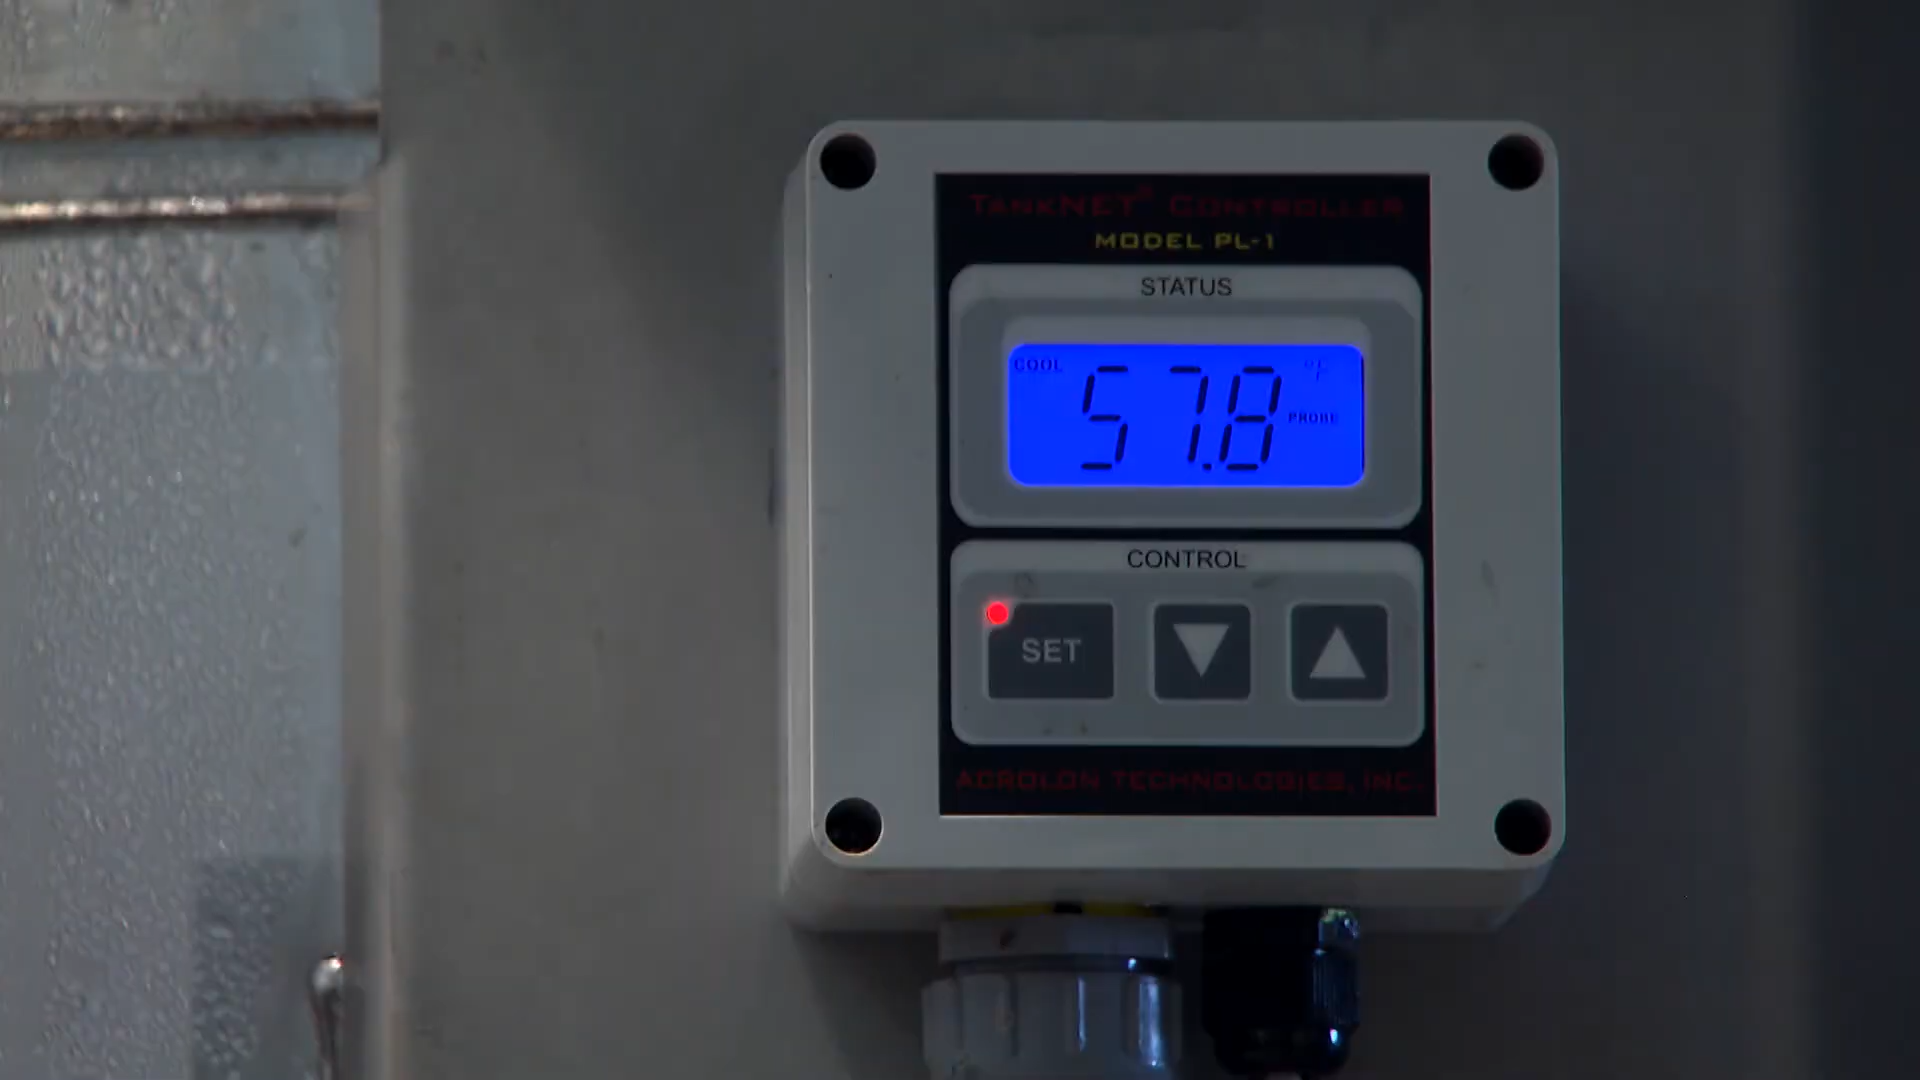 TANKNET® CONTROLLER
MODEL PL-1
STATUS
COOL
57.8
°F
PROBE
CONTROL
SET
ACROLON TECHNOLOGIES, INC.